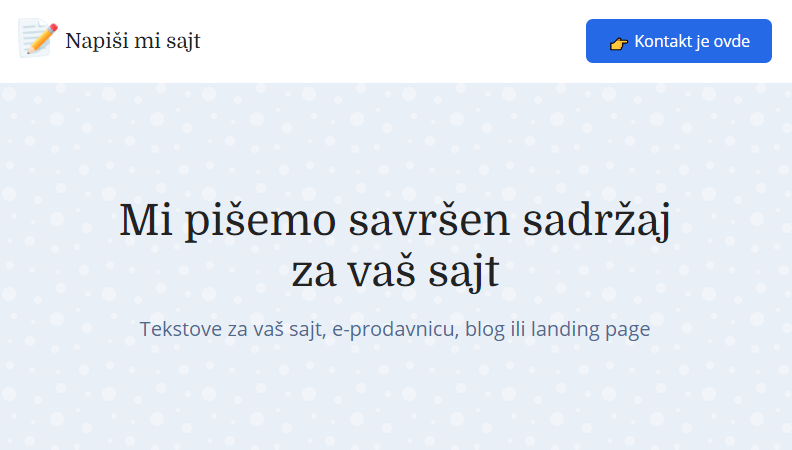 Napiši mi sajt
👉 Kontakt je ovde
Mi pišemo savršen sadržaj
za vaš sajt
Tekstove za vaš sajt, e-prodavnicu, blog ili landing page